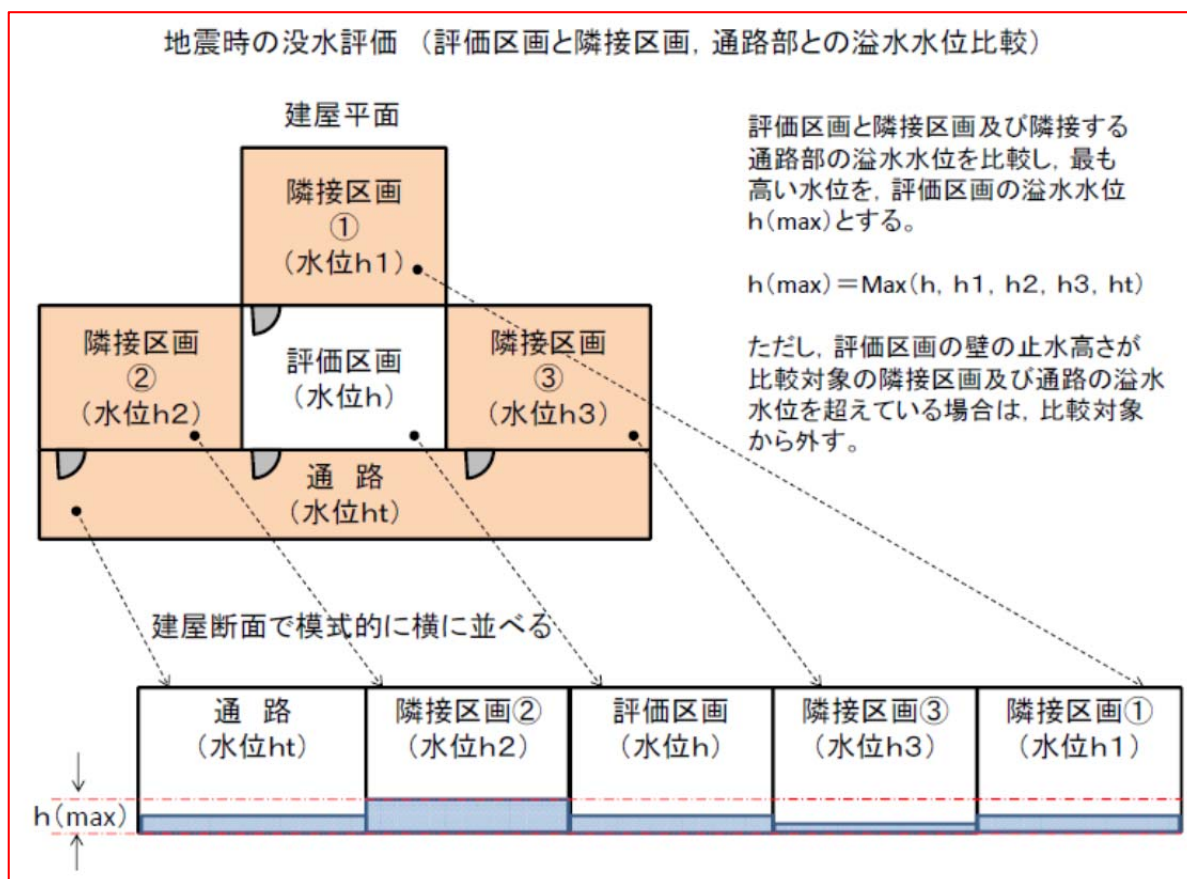 地震時の没水評価 （評価区画と隣接区画，通路部との溢水水位比較）
建屋平面
隣接区画
①
（水位h1）
隣接区画
②
（水位h2）
評価区画
（水位h）
隣接区画
③
（水位h3）
通 路
（水位ht）
評価区画と隣接区画及び隣接する
通路部の溢水水位を比較し，最も
高い水位を，評価区画の溢水水位
h（max）とする。
h（max）＝Max（h，h1，h2，h3，ht）
ただし，評価区画の壁の止水高さが
比較対象の隣接区画及び通路の溢水
水位を超えている場合は，比較対象
から外す。
建屋断面で模式的に横に並べる
通 路
（水位ht）
隣接区画②
（水位h2）
評価区画
（水位h）
隣接区画③
（水位h3）
隣接区画①
（水位h1）
h（max）